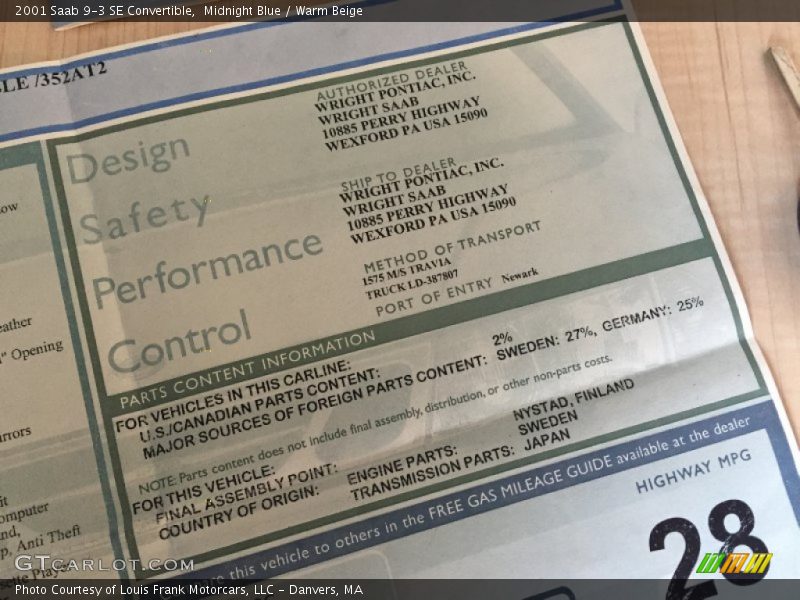 2001 Saab 9-3 SE Convertible, Midnight Blue / Warm Beige
LE /352AT2
AUTHORIZED DEALER
WRIGHT PONTIAC, INC.
WRIGHT SAAB
10885 PERRY HIGHWAY
WEXFORD PA USA 15090
Design
Safety
Performance
Control
SHIP TO DEALER
WRIGHT PONTIAC, INC.
WRIGHT SAAB
10885 PERRY HIGHWAY
WEXFORD PA USA 15090
METHOD OF TRANSPORT
1575 M/S TRAVIA
TRUCK LD-387807
PORT OF ENTRY Newark
PARTS CONTENT INFORMATION
FOR VEHICLES IN THIS CARLINE:
U.S./CANADIAN PARTS CONTENT: 2%
MAJOR SOURCES OF FOREIGN PARTS CONTENT: SWEDEN: 27%, GERMANY: 25%
NOTE: Parts content does not include final assembly, distribution, or other non-parts costs.
FOR THIS VEHICLE:
FINAL ASSEMBLY POINT: NYSTAD, FINLAND
COUNTRY OF ORIGIN: ENGINE PARTS: SWEDEN
TRANSMISSION PARTS: JAPAN
this vehicle to others in the FREE GAS MILEAGE GUIDE available at the dealer
HIGHWAY MPG
28
ow
eather
" Opening
irrors
it
omputer
nd,
p, Anti Theft
sette Player
GTCARLOT.COM
Photo Courtesy of Louis Frank Motorcars, LLC - Danvers, MA